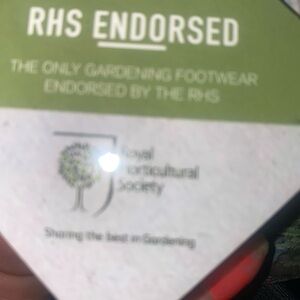 RHS ENDORSED
THE ONLY GARDENING FOOTWEAR
ENDORSED BY THE RHS
Royal
Horticultural
Society
Sharing the best in Gardening